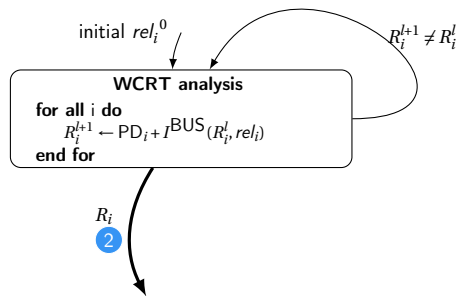 initial rel_i^0
R_i^{l+1} ≠ R_i^l
WCRT analysis
for all i do
R_i^{l+1} ← PD_i + I^BUS(R_i^l, rel_i)
end for
R_i
2